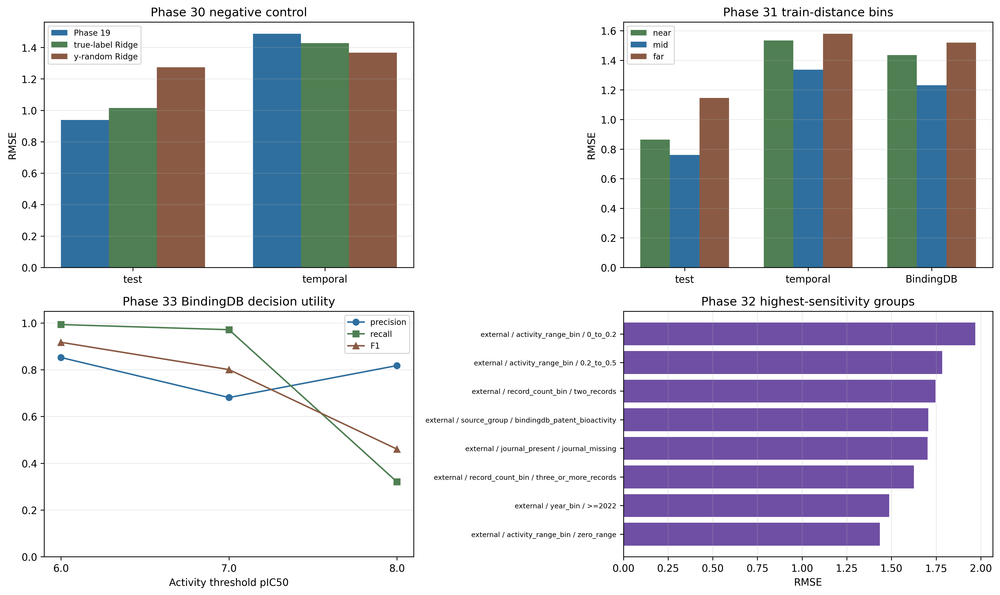 Phase 30 negative control
Phase 19
true-label Ridge
y-random Ridge
RMSE
1.4
1.2
1.0
0.8
0.6
0.4
0.2
0.0
test
temporal
Phase 31 train-distance bins
near
mid
far
RMSE
1.6
1.4
1.2
1.0
0.8
0.6
0.4
0.2
0.0
test
temporal
BindingDB
Phase 33 BindingDB decision utility
precision
recall
F1
1.0
0.8
0.6
0.4
0.2
0.0
6.0
7.0
8.0
Activity threshold pIC50
Phase 32 highest-sensitivity groups
external / activity_range_bin / 0_to_0.2
external / activity_range_bin / 0.2_to_0.5
external / record_count_bin / two_records
external / source_group / bindingdb_patent_bioactivity
external / journal_present / journal_missing
external / record_count_bin / three_or_more_records
external / year_bin / >=2022
external / activity_range_bin / zero_range
0.00
0.25
0.50
0.75
1.00
1.25
1.50
1.75
2.00
RMSE